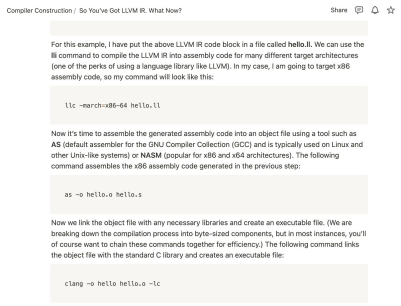 Compiler Construction / So You've Got LLVM IR. What Now?
Share
For this example, I have put the above LLVM IR code block in a file called hello.ll. We can use the
lli command to compile the LLVM IR into assembly code for many different target architectures
(one of the perks of using a language library like LLVM). In my case, I am going to target x86
assembly code, so my command will look like this:
llc -march=x86-64 hello.ll
Now it's time to assemble the generated assembly code into an object file using a tool such as
AS (default assembler for the GNU Compiler Collection (GCC) and is typically used on Linux and
other Unix-like systems) or NASM (popular for x86 and x64 architectures). The following
command assembles the x86 assembly code generated in the previous step:
as -o hello.o hello.s
Now we link the object file with any necessary libraries and create an executable file. (We are
breaking down the compilation process into byte-sized components, but in most instances, you'll
of course want to chain these commands together for efficiency.) The following command links
the object file with the standard C library and creates an executable file:
clang -o hello hello.o -lc